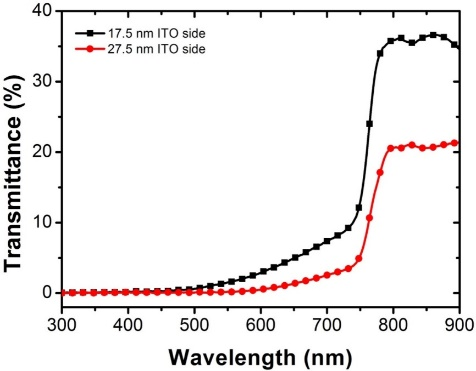 17.5 nm ITO side
27.5 nm ITO side
Transmittance (%)
40
30
20
10
0
300 400 500 600 700 800 900
Wavelength (nm)